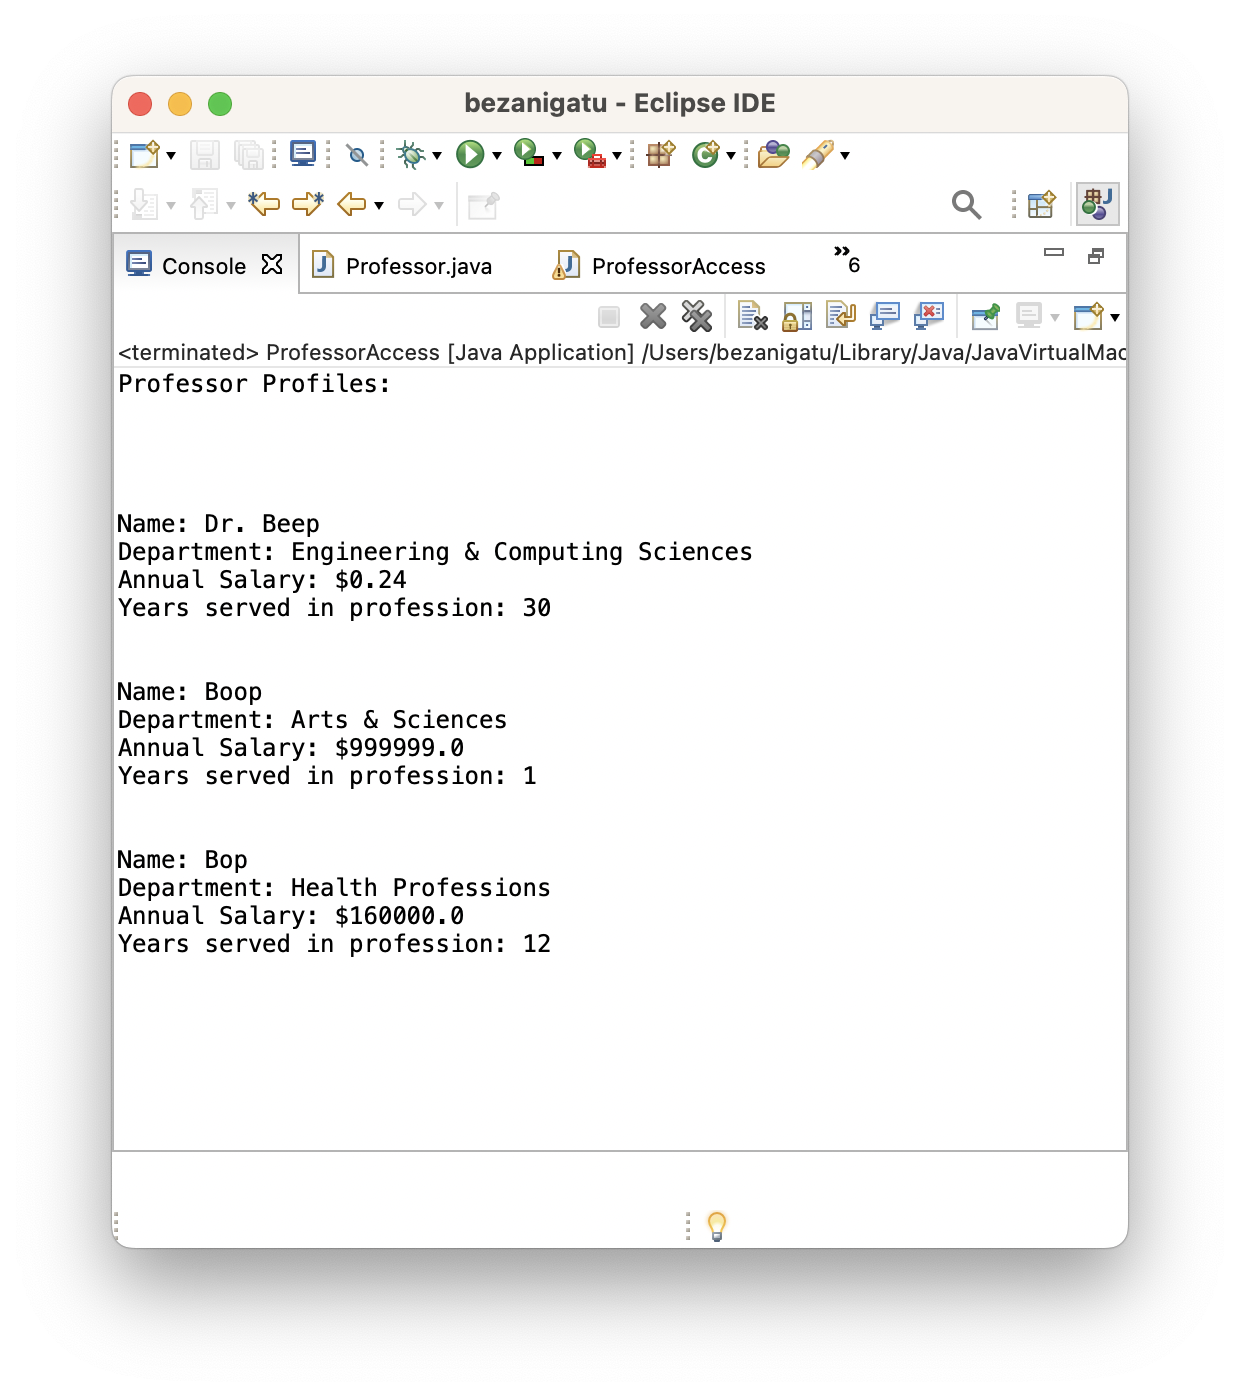 bezanigatu - Eclipse IDE
Console
Professor.java
ProfessorAccess
»6
<terminated> ProfessorAccess [Java Application] /Users/bezanigatu/Library/Java/JavaVirtualMac
Professor Profiles:
Name: Dr. Beep
Department: Engineering & Computing Sciences
Annual Salary: $0.24
Years served in profession: 30
Name: Boop
Department: Arts & Sciences
Annual Salary: $999999.0
Years served in profession: 1
Name: Bop
Department: Health Professions
Annual Salary: $160000.0
Years served in profession: 12